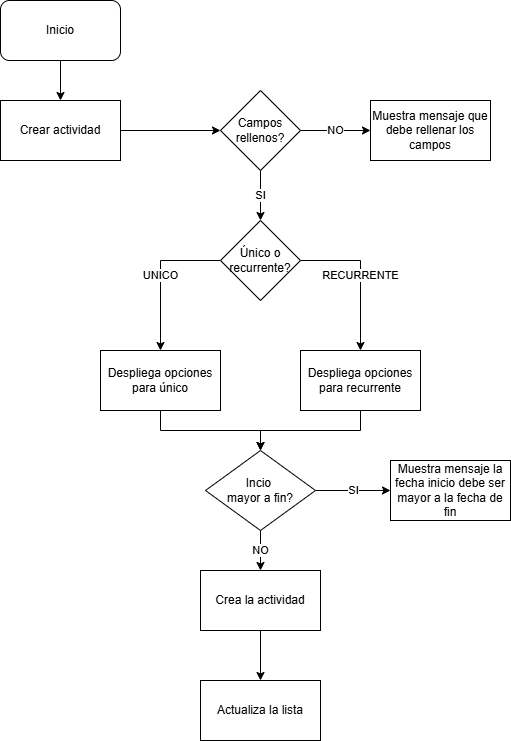 Inicio
Crear actividad
Campos
rellenos?
NO
Muestra mensaje que
debe rellenar los
campos
SI
Único o
recurrente?
UNICO
RECURRENTE
Despliega opciones
para único
Despliega opciones
para recurrente
Incio
mayor a fin?
SI
Muestra mensaje la
fecha inicio debe ser
mayor a la fecha de
fin
NO
Crea la actividad
Actualiza la lista